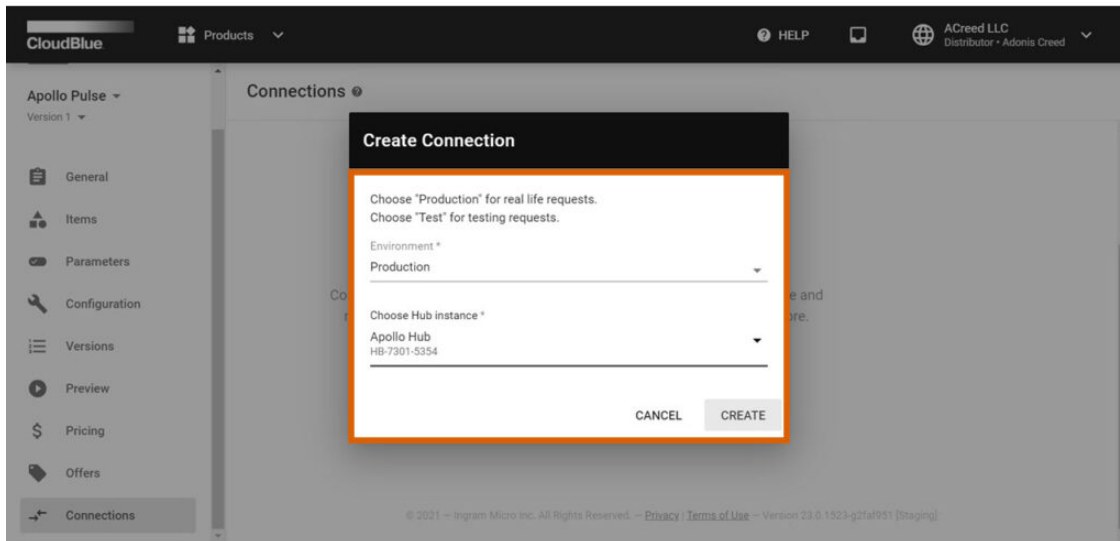 CloudBlue
Products
HELP
ACreed LLC
Distributor • Adonis Creed
Apollo Pulse
Version 1
General
Items
Parameters
Configuration
Versions
Preview
Pricing
Offers
Connections
Connections
Create Connection
Choose "Production" for real life requests.
Choose "Test" for testing requests.
Environment *
Production
Co
e and
ore.
Choose Hub instance *
Apollo Hub
HB-7301-5354
CANCEL
CREATE
© 2021 — Ingram Micro Inc. All Rights Reserved. — Privacy | Terms of Use — Version 23.0.1523-g2faf951 [Staging]